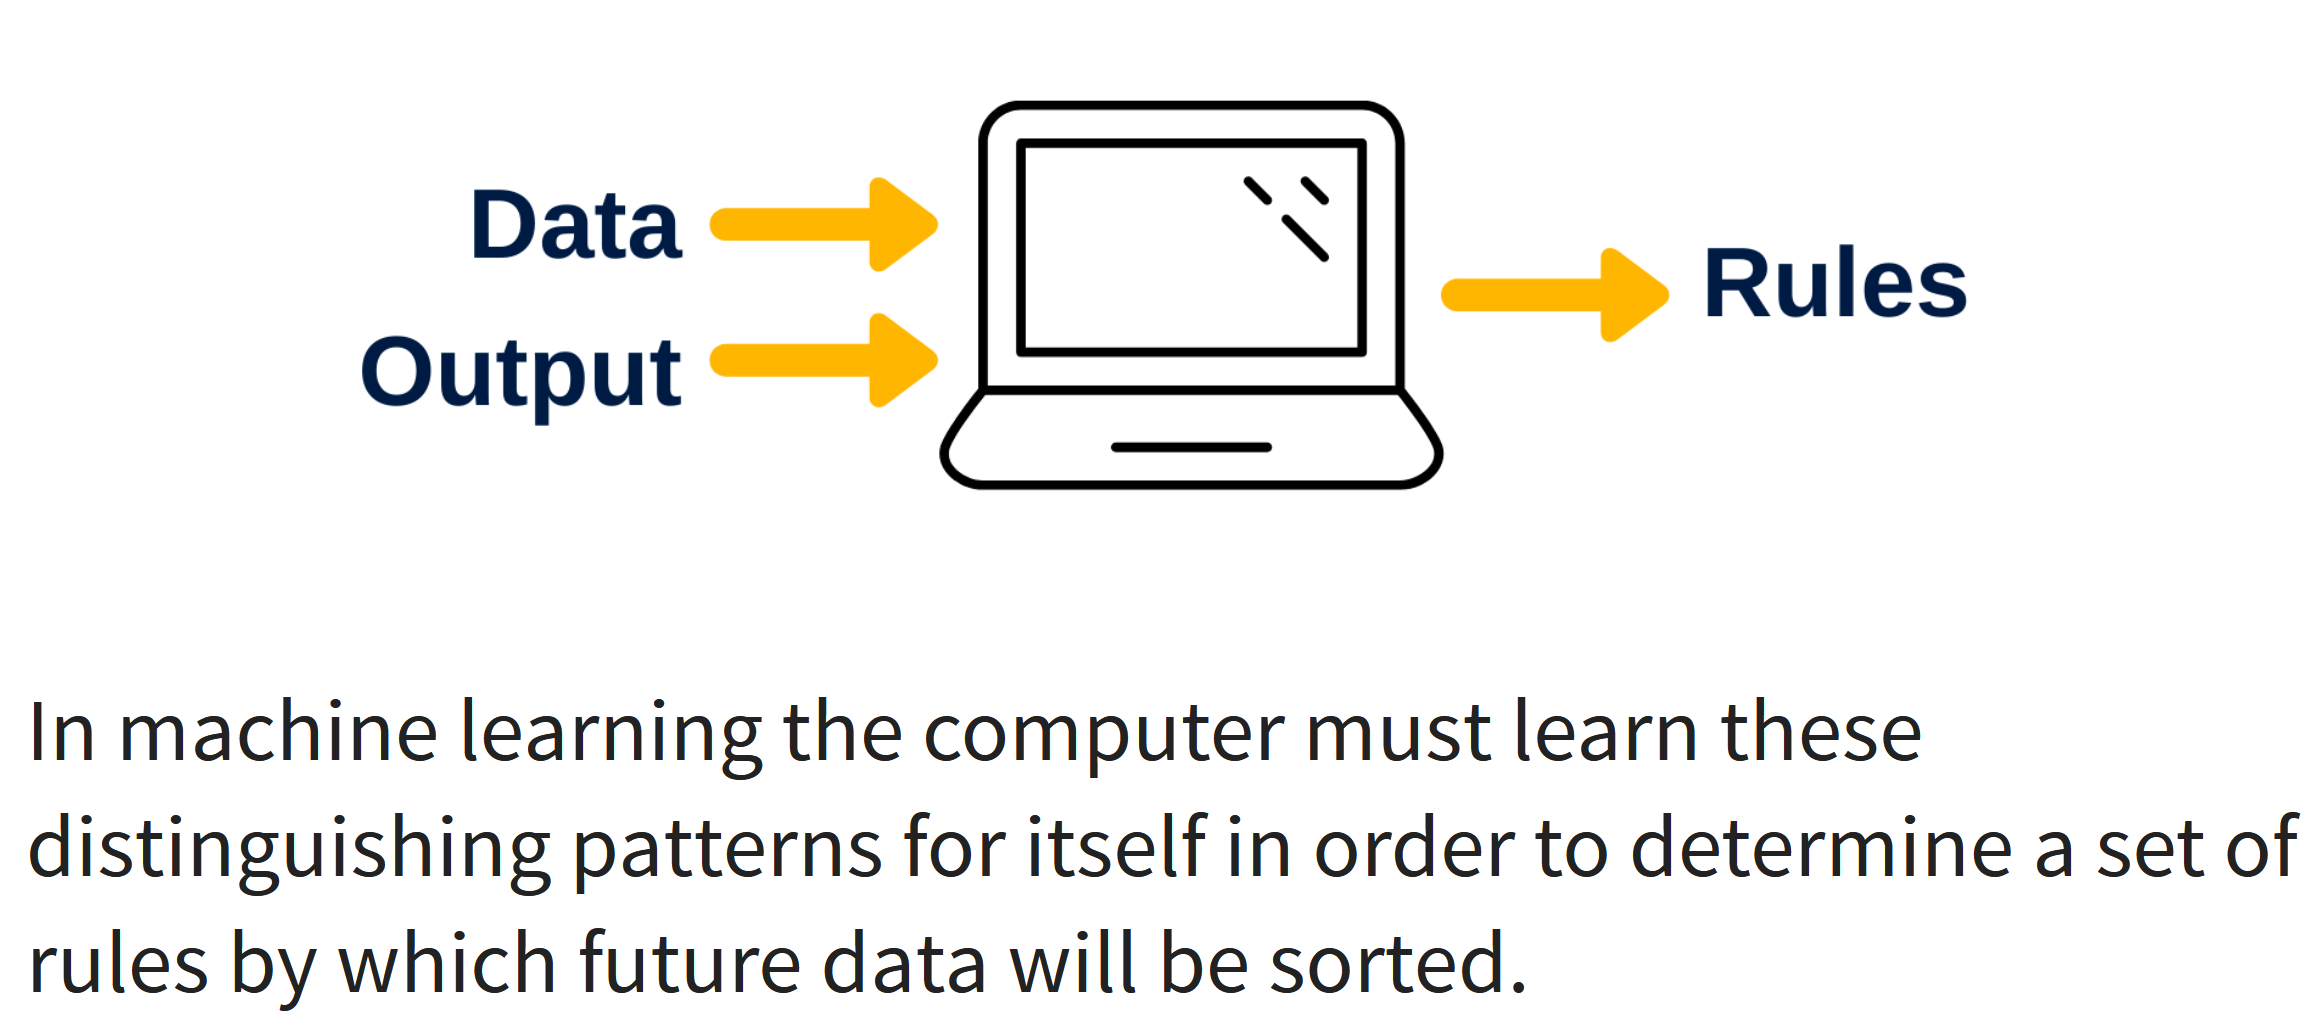 Data
Output
Rules
In machine learning the computer must learn these
distinguishing patterns for itself in order to determine a set of
rules by which future data will be sorted.